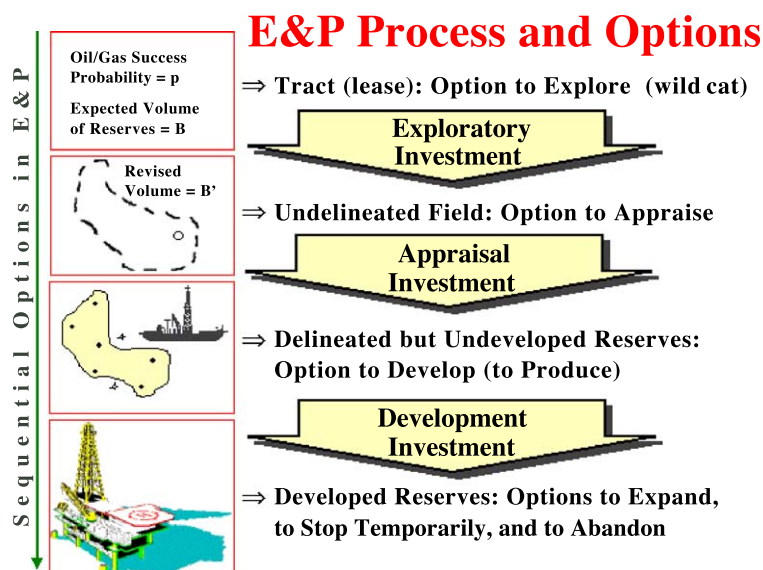 E&P Process and Options
Sequential Options in E&P
Oil/Gas Success
Probability = p
Expected Volume
of Reserves = B
⇒ Tract (lease): Option to Explore (wild cat)
Exploratory
Investment
Revised
Volume = B’
⇒ Undelineated Field: Option to Appraise
Appraisal
Investment
⇒ Delineated but Undeveloped Reserves:
Option to Develop (to Produce)
Development
Investment
⇒ Developed Reserves: Options to Expand,
to Stop Temporarily, and to Abandon